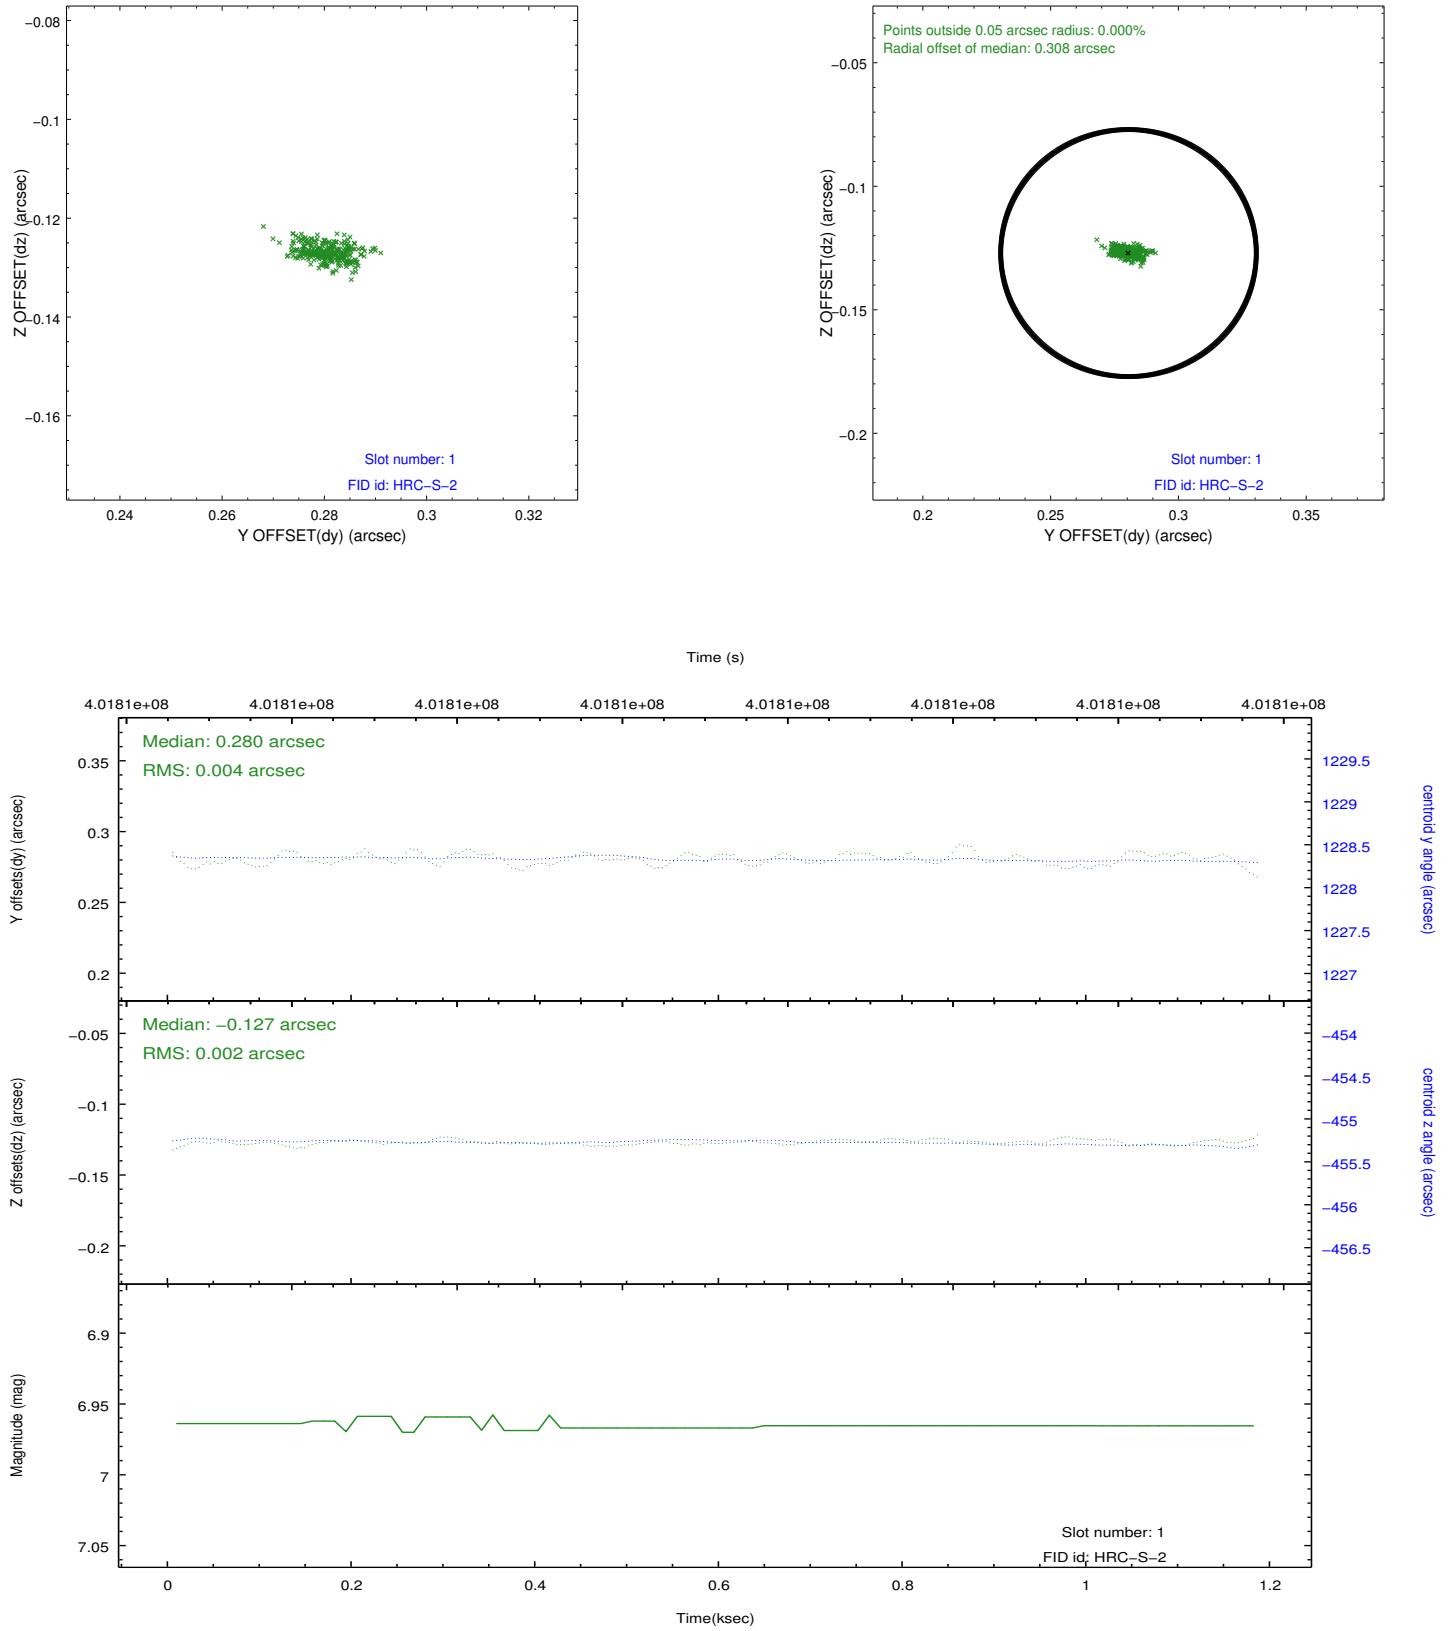 −0.08
−0.1
−0.12
−0.14
−0.16
Z OFFSET(dz) (arcsec)
Slot number: 1
FID id: HRC−S−2
0.24 0.26 0.28 0.3 0.32
Y OFFSET(dy) (arcsec)
Points outside 0.05 arcsec radius: 0.000%
Radial offset of median: 0.308 arcsec
−0.05
−0.1
−0.15
−0.2
Z OFFSET(dz) (arcsec)
Slot number: 1
FID id: HRC−S−2
0.2 0.25 0.3 0.35
Y OFFSET(dy) (arcsec)
Time (s)
4.0181e+08 4.0181e+08 4.0181e+08 4.0181e+08 4.0181e+08 4.0181e+08 4.0181e+08 4.0181e+08
Median: 0.280 arcsec
RMS: 0.004 arcsec
0.35
0.3
0.25
0.2
Y offsets(dy) (arcsec)
1229.5
1229
1228.5
1228
1227.5
1227
centroid y angle (arcsec)
Median: −0.127 arcsec
RMS: 0.002 arcsec
−0.05
−0.1
−0.15
−0.2
Z offsets(dz) (arcsec)
−454
−454.5
−455
−455.5
−456
−456.5
centroid z angle (arcsec)
6.9
6.95
7
7.05
Magnitude (mag)
Slot number: 1
FID id: HRC−S−2
0 0.2 0.4 0.6 0.8 1 1.2
Time(ksec)